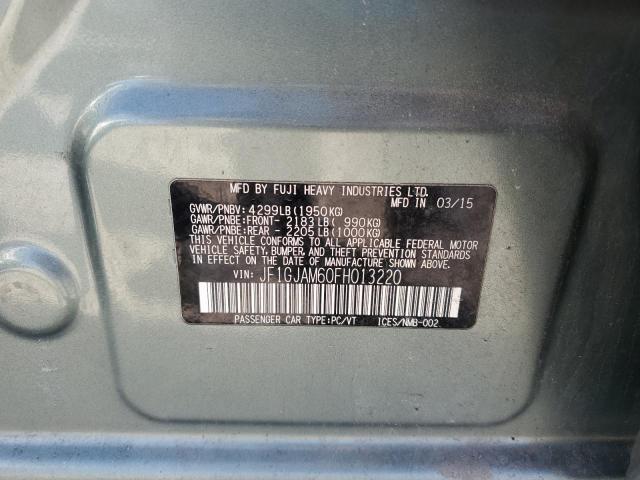 MFD BY FUJI HEAVY INDUSTRIES LTD.
MFD IN 03/15
GVWR/PNBV: 4299LB(1950KG)
GAWR/PNBE:FRONT- 2183LB( 990KG)
GAWR/PNBE:REAR - 2205LB(1000KG)
THIS VEHICLE CONFORMS TO ALL APPLICABLE FEDERAL MOTOR
VEHICLE SAFETY,BUMPER,AND THEFT PREVENTION STANDARDS
IN EFFECT ON THE DATE OF MANUFACTURE SHOWN ABOVE.
VIN: JF1GJAM60FH013220
PASSENGER CAR TYPE:PC/VT ICES/NMB-002